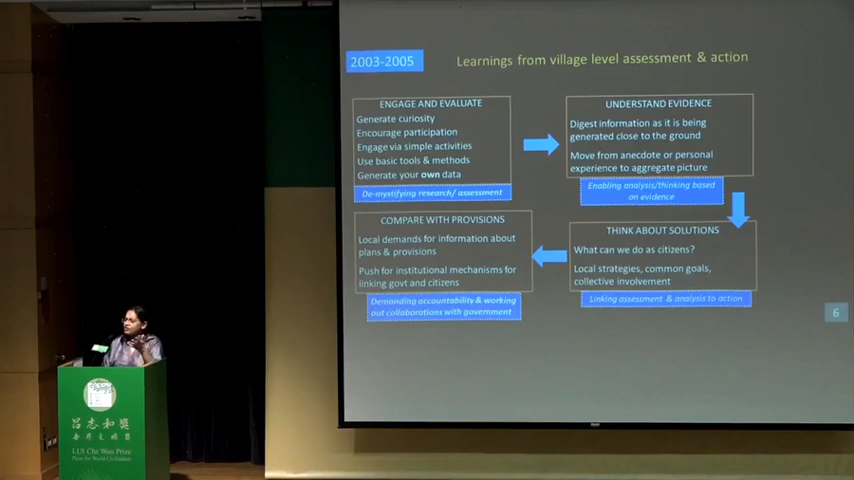 2003-2005
Learnings from village level assessment & action
ENGAGE AND EVALUATE
Generate curiosity
Encourage participation
Engage via simple activities
Use basic tools & methods
Generate your own data
De-mystifying research/ assessment
UNDERSTAND EVIDENCE
Digest information as it is being
generated close to the ground
Move from anecdote or personal
experience to aggregate picture
Enabling analysis/thinking based
on evidence
THINK ABOUT SOLUTIONS
What can we do as citizens?
Local strategies, common goals,
collective involvement
Linking assessment & analysis to action
COMPARE WITH PROVISIONS
Local demands for information about
plans & provisions
Push for institutional mechanisms for
linking govt and citizens
Demanding accountability & working
out collaborations with government
6
呂志和獎
世界文明獎
LUI Che Woo Prize
Prize for World Civilisation